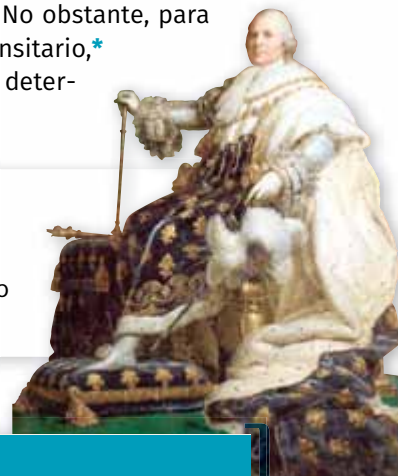 No obstante, para
nsitario,*
deter-
o